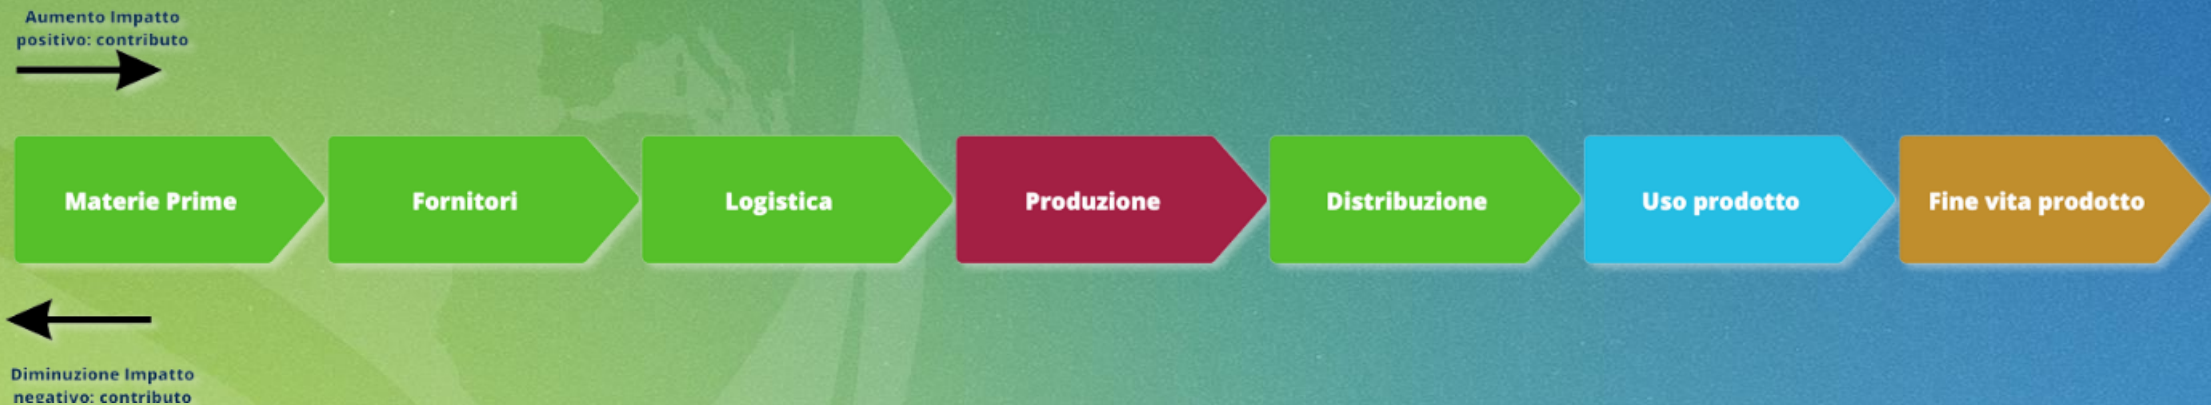 Aumento Impatto
positivo: contributo
Materie Prime
Fornitori
Logistica
Produzione
Distribuzione
Uso prodotto
Fine vita prodotto
Diminuzione Impatto
negativo: contributo